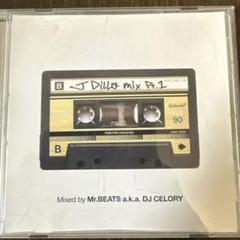 B J Dilla mix Pt.1
90
Mixed by Mr.BEATS a.k.a. DJ CELORY
B